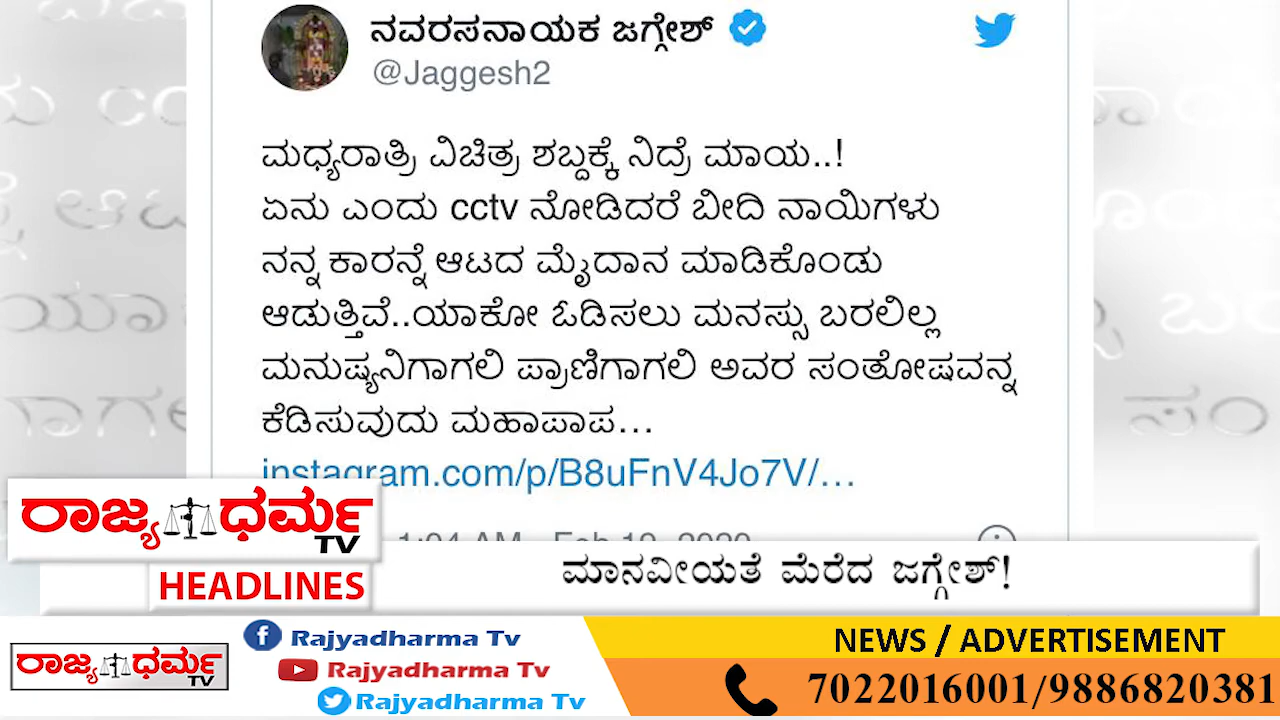 ನವರಸನಾಯಕ ಜಗ್ಗೇಶ್
@Jaggesh2
ಮಧ್ಯರಾತ್ರಿ ವಿಚಿತ್ರ ಶಬ್ದಕ್ಕೆ ನಿದ್ರೆ ಮಾಯ..!
ಏನು ಎಂದು cctv ನೋಡಿದರೆ ಬೀದಿ ನಾಯಿಗಳು
ನನ್ನ ಕಾರನ್ನೆ ಆಟದ ಮೈದಾನ ಮಾಡಿಕೊಂಡು
ಆಡುತ್ತಿವೆ..ಯಾಕೋ ಓಡಿಸಲು ಮನಸ್ಸು ಬರಲಿಲ್ಲ
ಮನುಷ್ಯನಿಗಾಗಲಿ ಪ್ರಾಣಿಗಾಗಲಿ ಅವರ ಸಂತೋಷವನ್ನ
ಕೆಡಿಸುವುದು ಮಹಾಪಾಪ...
instagram.com/p/B8uFnV4Jo7V/...
ರಾಜ್ಯ ಧರ್ಮ TV
HEADLINES
ಮಾನವೀಯತೆ ಮೆರೆದ ಜಗ್ಗೇಶ್!
ರಾಜ್ಯ ಧರ್ಮ TV
Rajyadharma Tv
Rajyadharma Tv
Rajyadharma Tv
NEWS / ADVERTISEMENT
7022016001/9886820381